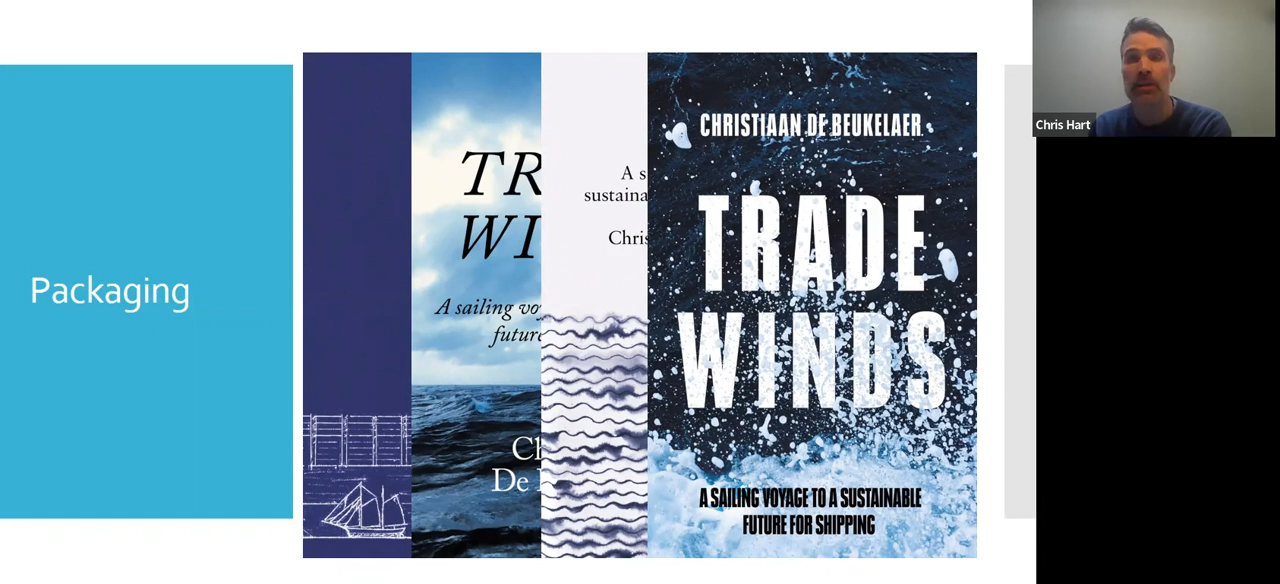 Packaging
TR
WI
A sailing voy
future
Ch
De B
A s
sustaina
Chris
CHRISTIAAN DE BEUKELAER
TRADE
WINDS
A SAILING VOYAGE TO A SUSTAINABLE
FUTURE FOR SHIPPING
Chris Hart